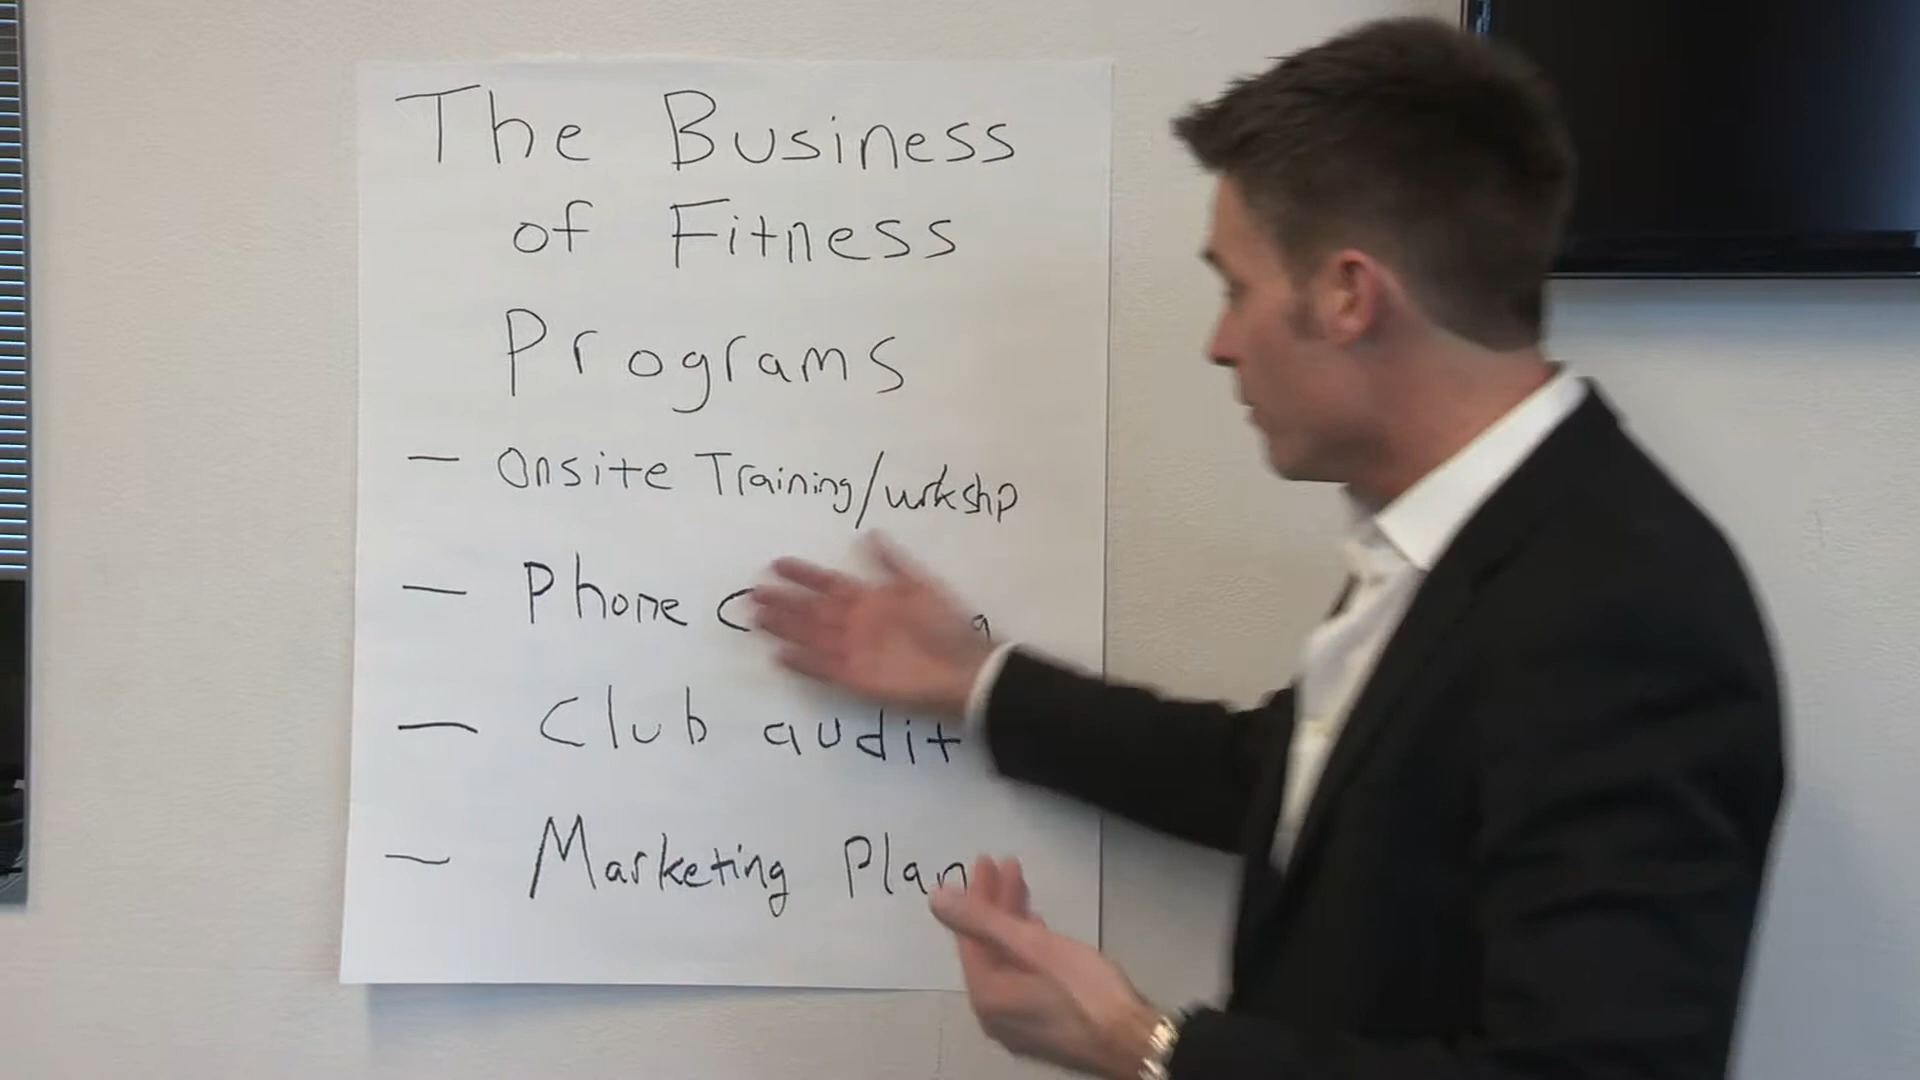 The Business
of Fitness
Programs
- Onsite Training/wrkshp
- Phone
- Club audit
- Marketing Plan